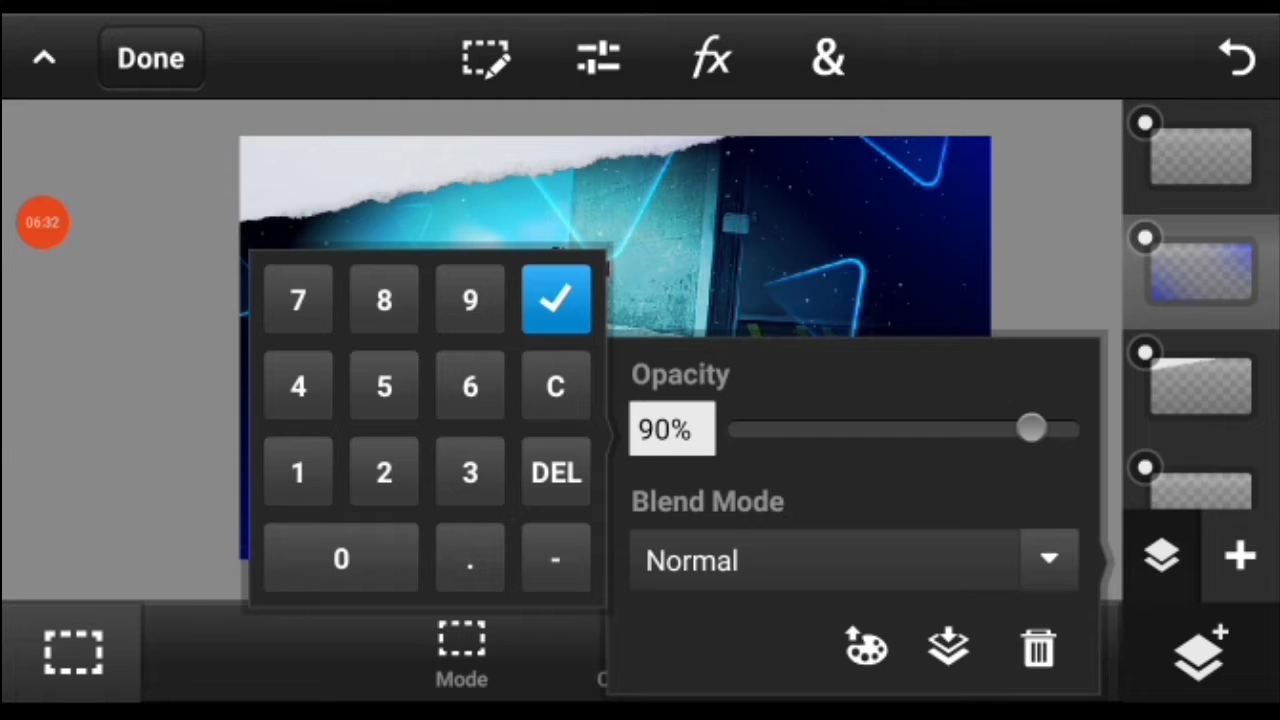 Done
06:32
7 8 9
4 5 6 C
1 2 3 DEL
0 . -
Opacity
90%
Blend Mode
Normal
Mode